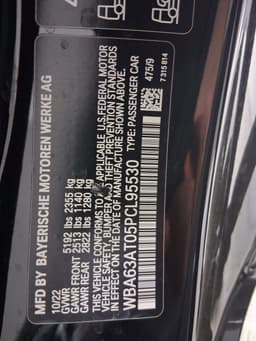 MFD BY BAYERISCHE MOTOREN WERKE AG
10/22
GVWR 5192 lbs 2355 kg
GAWR FRONT 2513 lbs 1140 kg
GAWR REAR 2822 lbs 1280 kg
THIS VEHICLE CONFORMS TO ALL APPLICABLE U.S. FEDERAL MOTOR
VEHICLE SAFETY, BUMPER AND THEFT PREVENTION STANDARDS
IN EFFECT ON THE DATE OF MANUFACTURE SHOWN ABOVE.
WBA63AT05PCL95530 TYPE: PASSENGER CAR
475/9
7 315 814